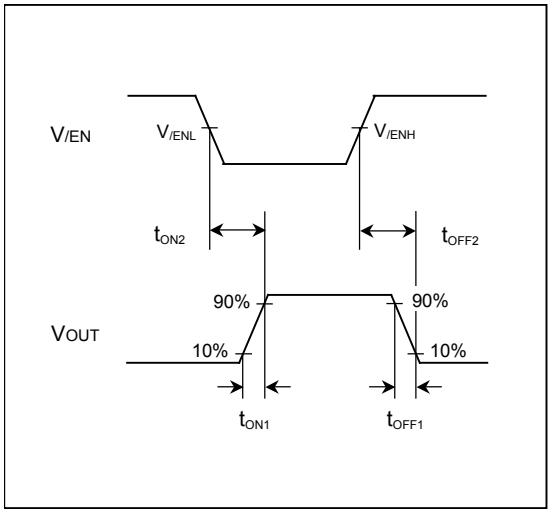 V/EN
V/ENL
V/ENH
tON2
tOFF2
90%
90%
VOUT
10%
10%
tON1
tOFF1